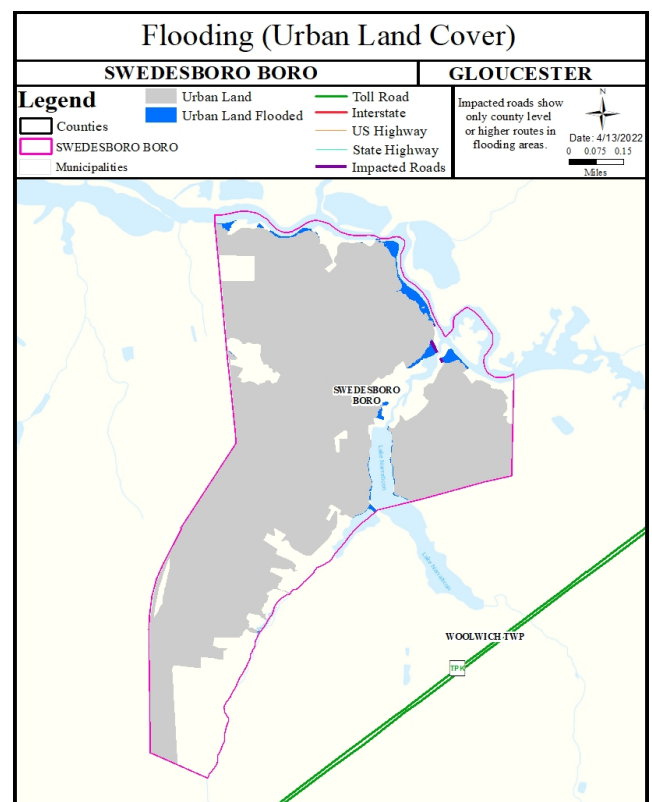 Flooding (Urban Land Cover)
SWEDESBORO BORO
GLOUCESTER
Legend
Counties
SWEDESBORO BORO
Municipalities
Urban Land
Urban Land Flooded
Toll Road
Interstate
US Highway
State Highway
Impacted Roads
Impacted roads show
only county level
or higher routes in
flooding areas.
N
Date: 4/13/2022
0 0.075 0.15
Miles
SWEDESBORO
BORO
WOOLWICH TWP
TPK